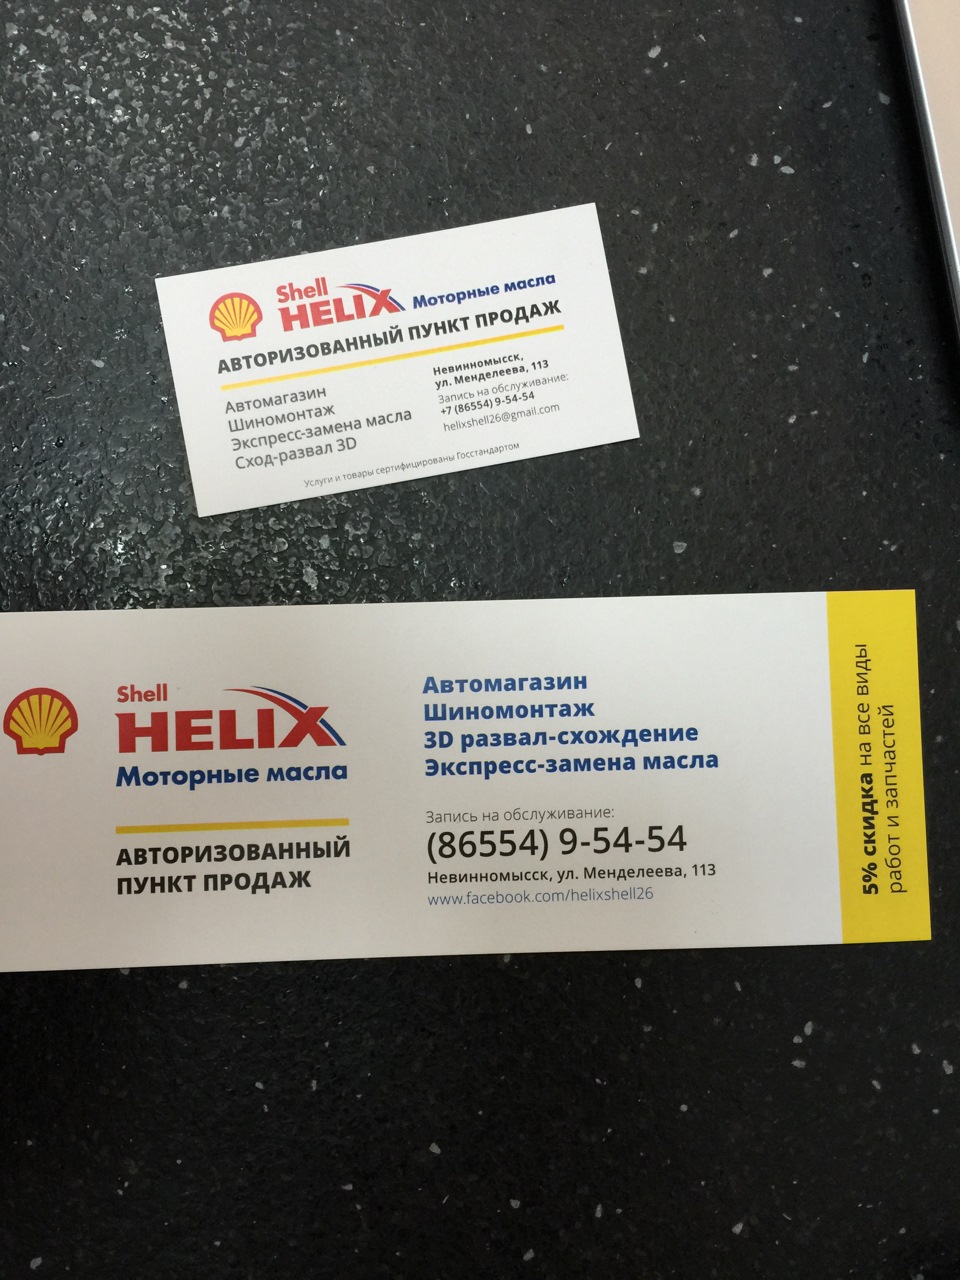 Shell
HELIX Моторные масла
АВТОРИЗОВАННЫЙ ПУНКТ ПРОДАЖ
Автомагазин
Шиномонтаж
Экспресс-замена масла
Сход-развал 3D
Невинномысск,
ул. Менделеева, 113
Запись на обслуживание:
+7 (86554) 9-54-54
helixshell26@gmail.com
Услуги и товары сертифицированы Госстандартом
Shell
HELIX
Моторные масла
АВТОРИЗОВАННЫЙ
ПУНКТ ПРОДАЖ
Автомагазин
Шиномонтаж
3D развал-схождение
Экспресс-замена масла
Запись на обслуживание:
(86554) 9-54-54
Невинномысск, ул. Менделеева, 113
www.facebook.com/helixshell26
5% скидка на все виды
работ и запчастей